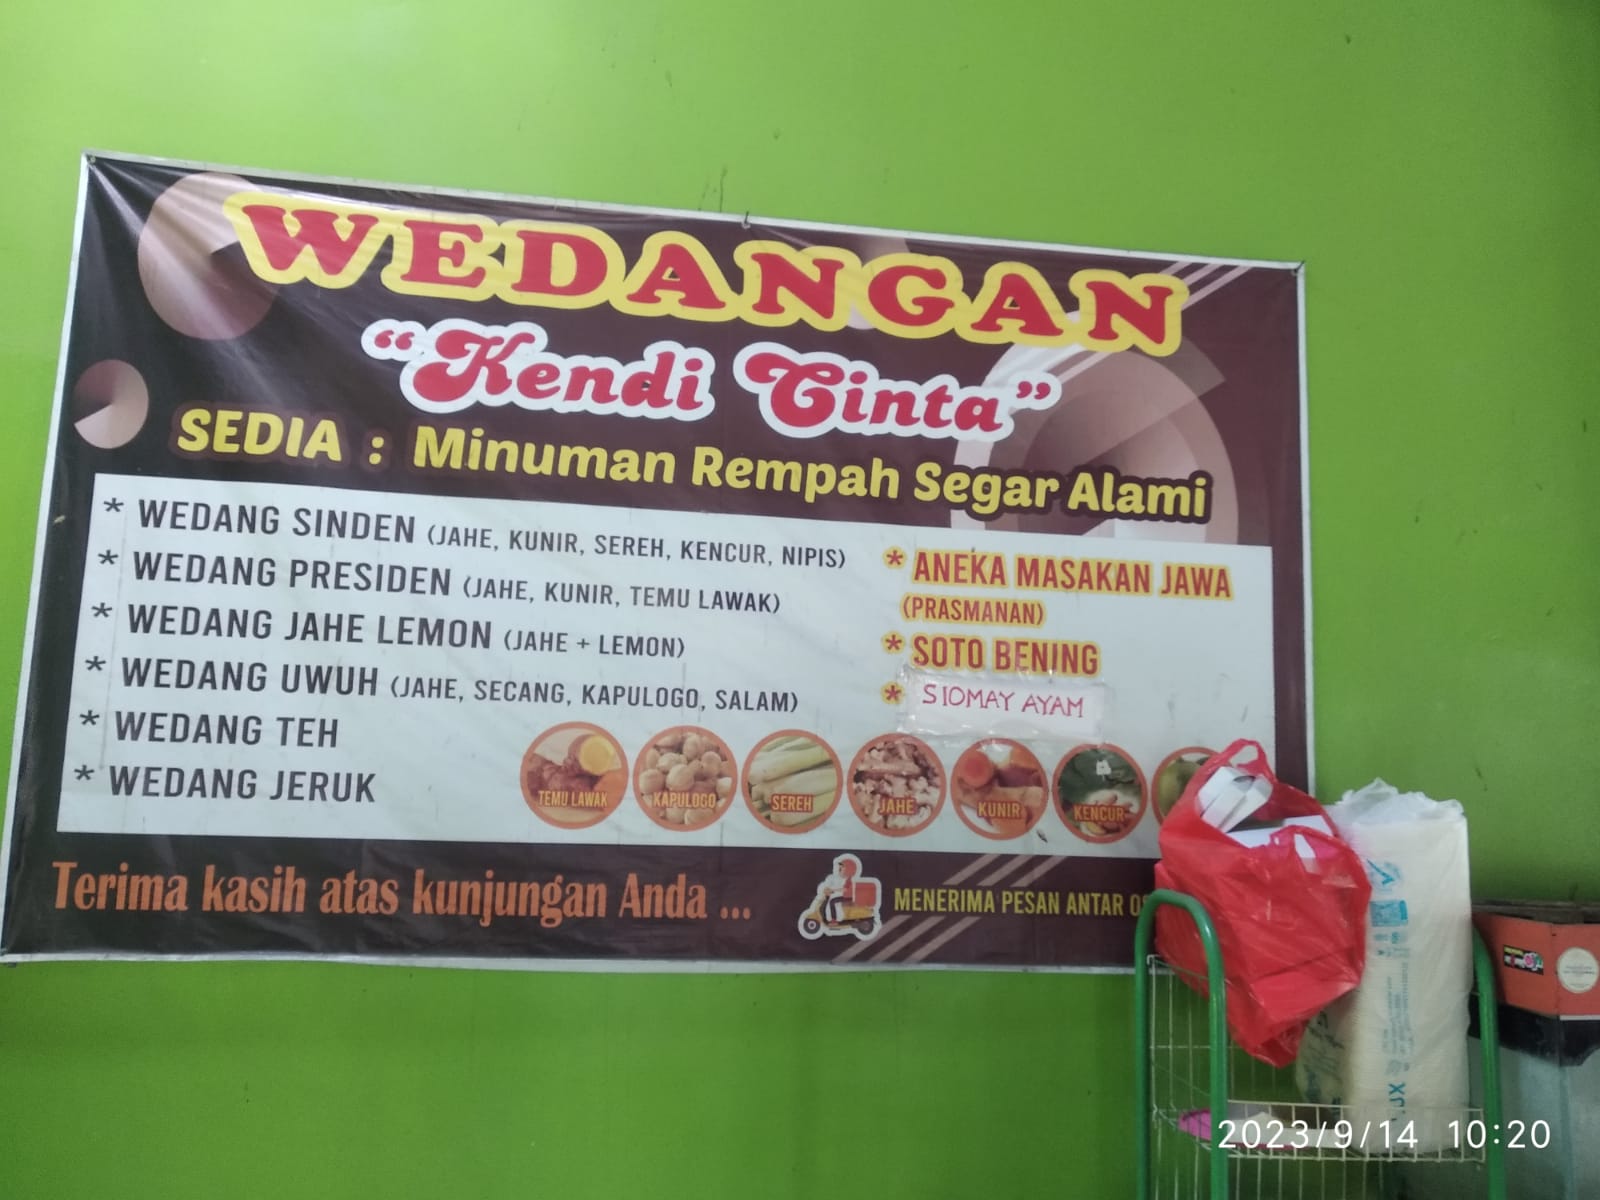 WEDANGAN
"Kendi Cinta"
SEDIA : Minuman Rempah Segar Alami
* WEDANG SINDEN (JAHE, KUNIR, SEREH, KENCUR, NIPIS)
* WEDANG PRESIDEN (JAHE, KUNIR, TEMU LAWAK)
* WEDANG JAHE LEMON (JAHE + LEMON)
* WEDANG UWUH (JAHE, SECANG, KAPULOGO, SALAM)
* WEDANG TEH
* WEDANG JERUK
* ANEKA MASAKAN JAWA
(PRASMANAN)
* SOTO BENING
* SIOMAY AYAM
TEMU LAWAK
KAPULOGO
SEREH
JAHE
KUNIR
KENCUR
Terima kasih atas kunjungan Anda ...
MENERIMA PESAN ANTAR
2023/9/14 10:20